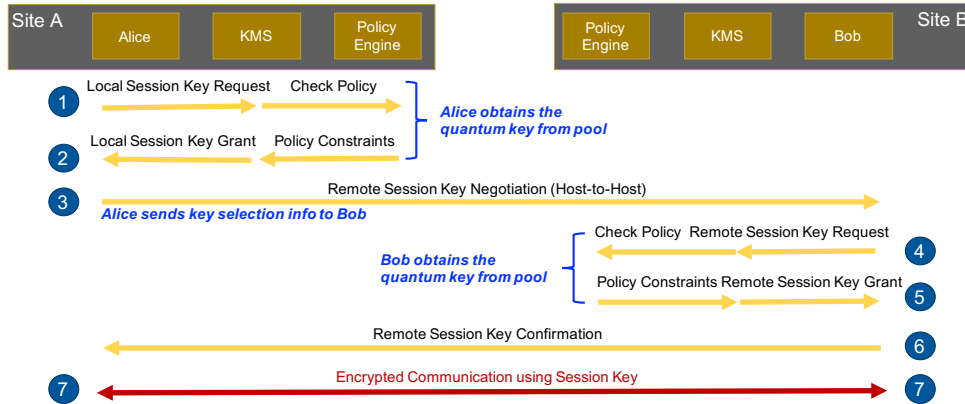 Site A
Alice
KMS
Policy
Engine
Policy
Engine
KMS
Bob
Site B
1
Local Session Key Request
Check Policy
Alice obtains the
quantum key from pool
2
Local Session Key Grant
Policy Constraints
3
Remote Session Key Negotiation (Host-to-Host)
Alice sends key selection info to Bob
Check Policy
Remote Session Key Request
4
Bob obtains the
quantum key from pool
Policy Constraints
Remote Session Key Grant
5
Remote Session Key Confirmation
6
7
Encrypted Communication using Session Key
7